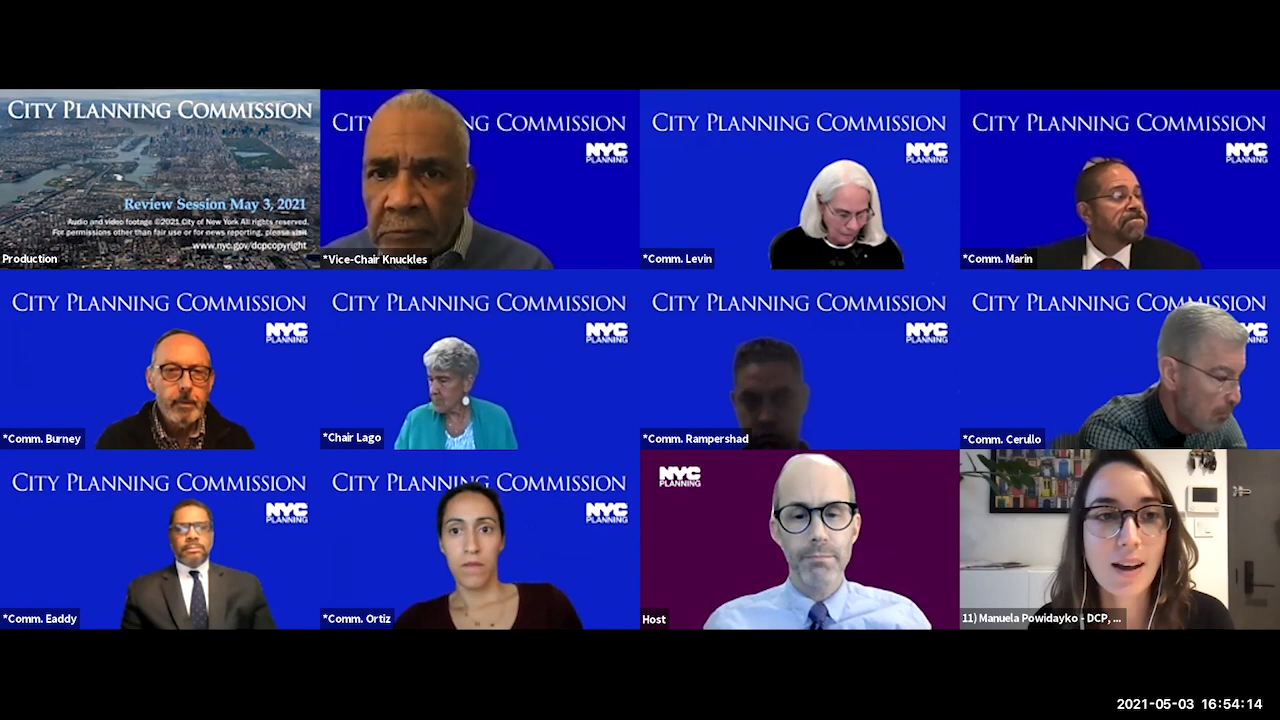 CITY PLANNING COMMISSION
Review Session May 3, 2021
Audio and video footage ©2021 City of New York All rights reserved.
For permissions other than fair use or for news reporting, please visit
www.nyc.gov/dcpcopyright
Production
CITY NG COMMISSION
NYC
PLANNING
*Vice-Chair Knuckles
CITY PLANNING COMMISSION
NYC
PLANNING
*Comm. Levin
CITY PLANNING COMMISSION
NYC
PLANNING
*Comm. Marin
CITY PLANNING COMMISSION
NYC
PLANNING
*Comm. Burney
CITY PLANNING COMMISSION
NYC
PLANNING
*Chair Lago
CITY PLANNING COMMISSION
NYC
PLANNING
*Comm. Rampershad
CITY PLANNING COMMISSION
NYC
PLANNING
*Comm. Cerullo
CITY PLANNING COMMISSION
NYC
PLANNING
*Comm. Eaddy
CITY PLANNING COMMISSION
NYC
PLANNING
*Comm. Ortiz
NYC
PLANNING
Host
11) Manuela Powidayko - DCP, ...
2021-05-03 16:54:14